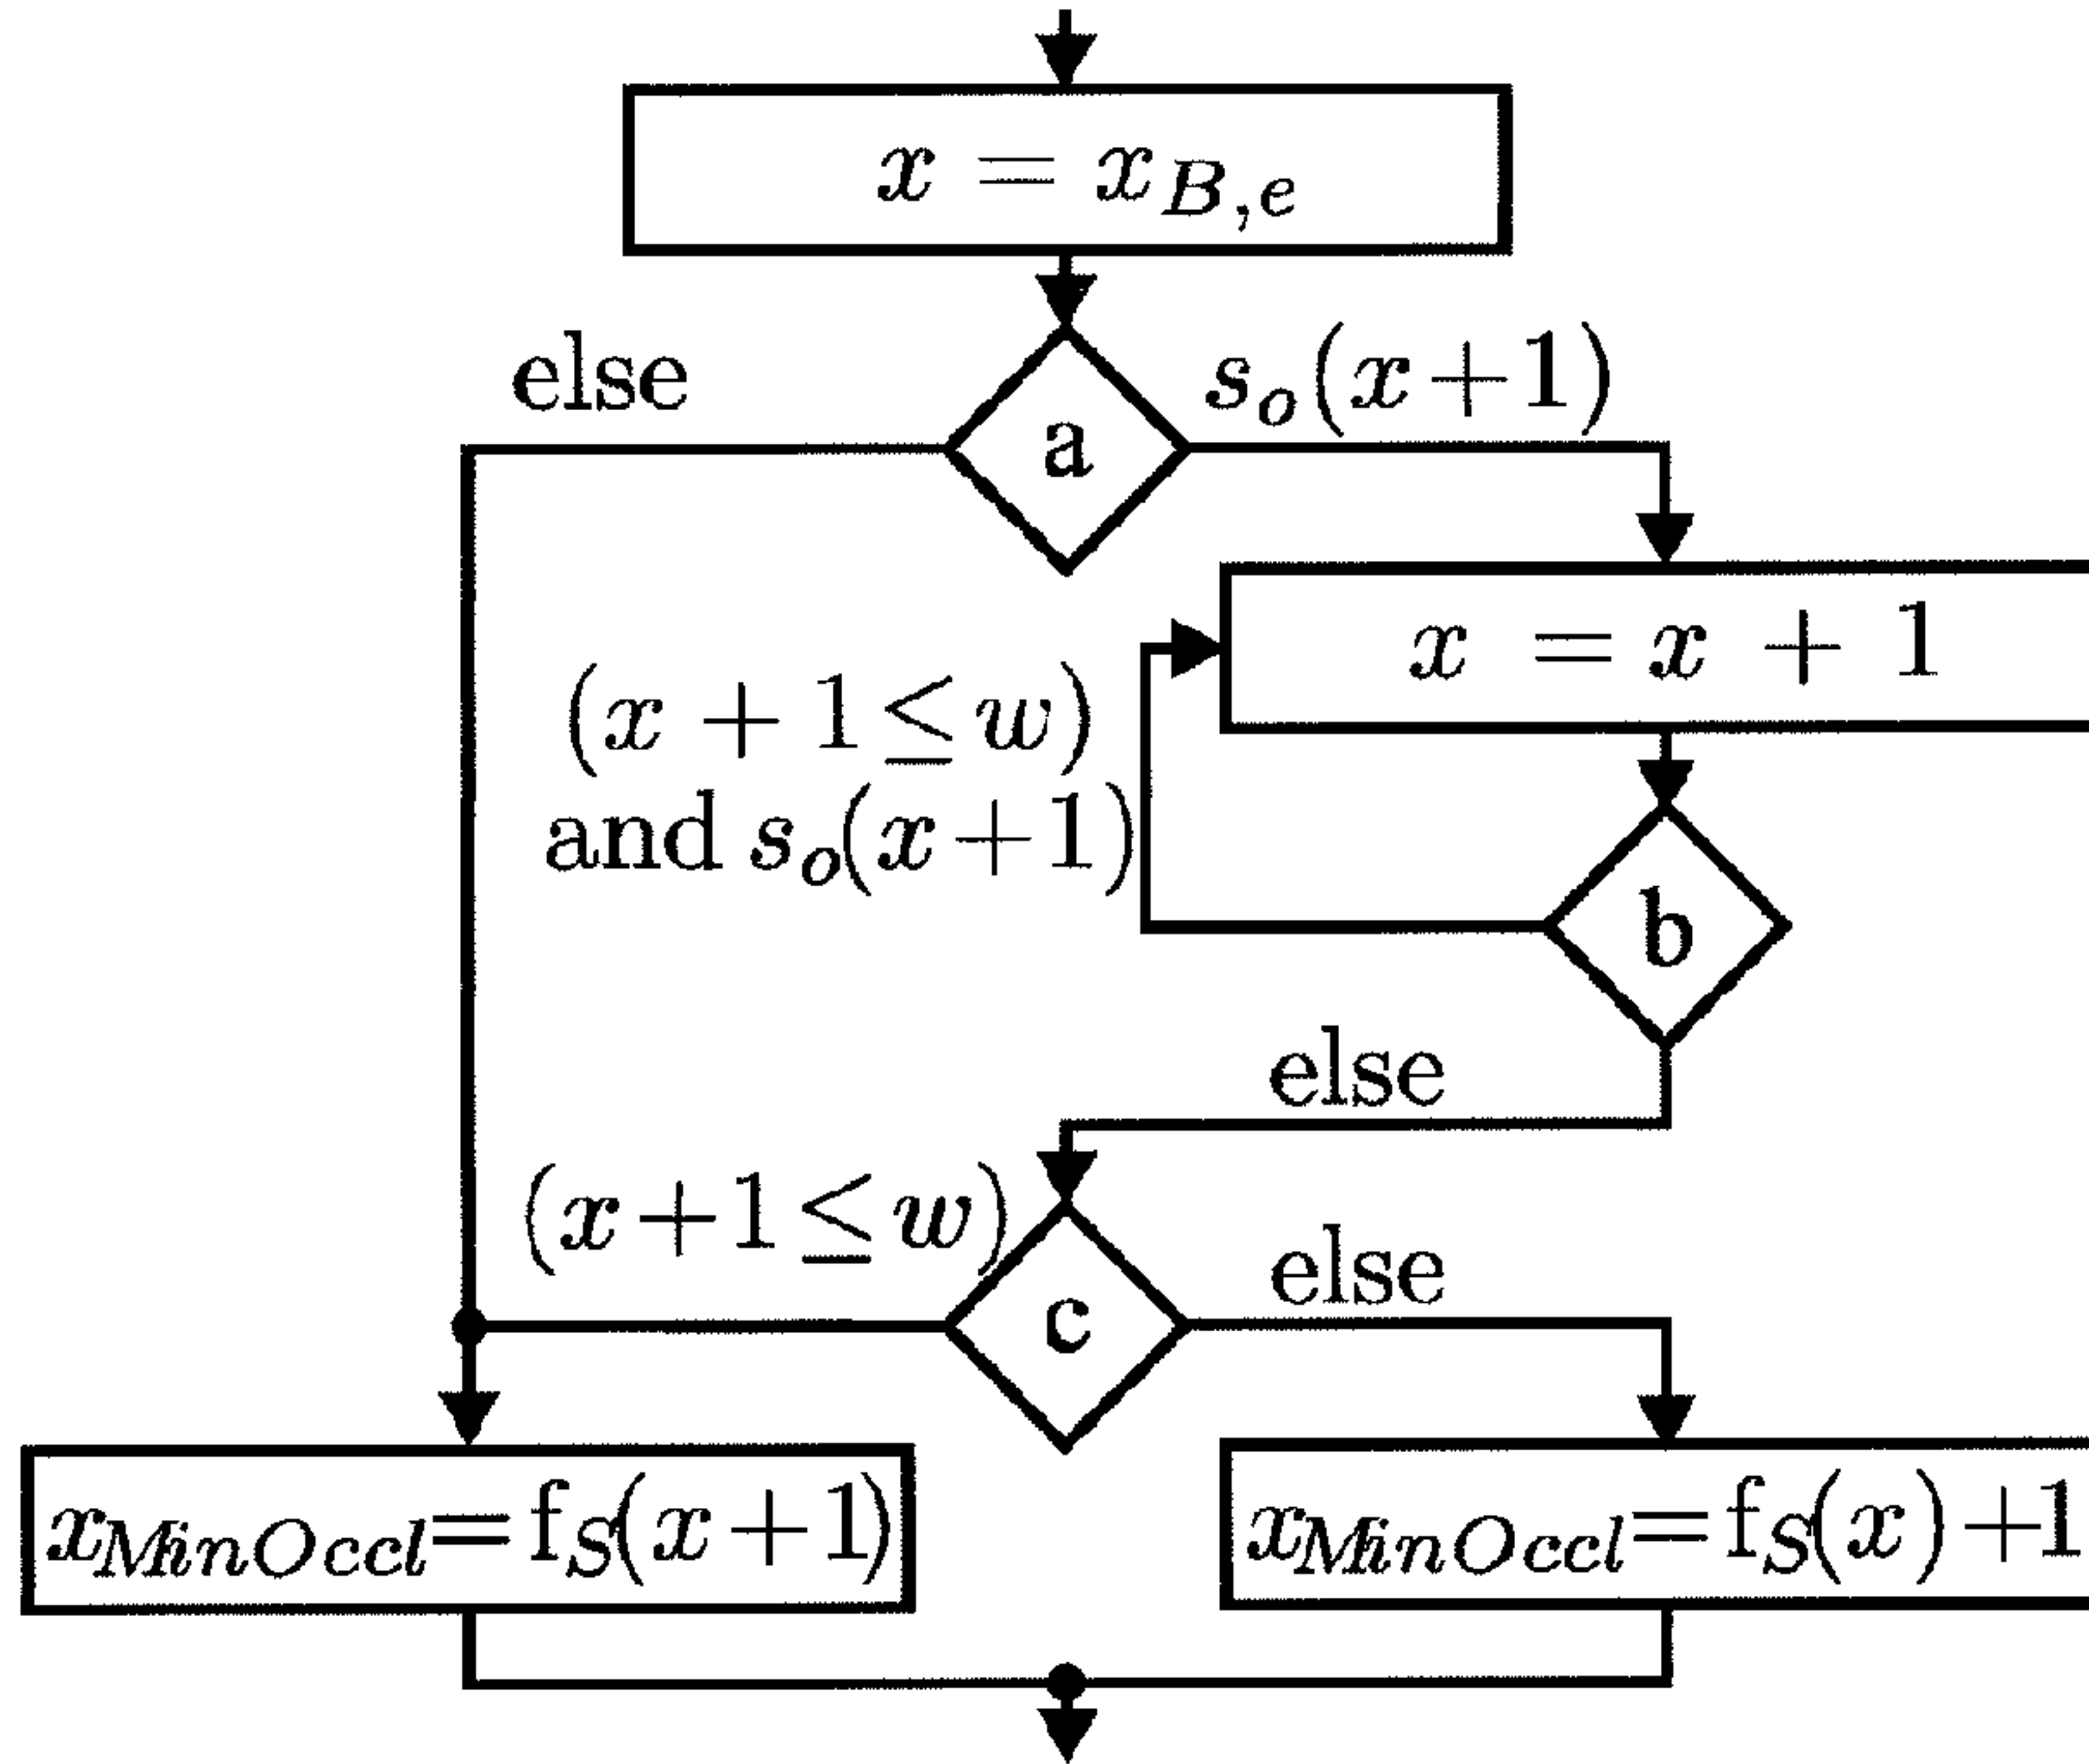 x = x_{B,e}
else
s_o(x+1)
a
x = x + 1
(x + 1 ≤ w)
and s_o(x+1)
b
else
(x+1 ≤ w)
else
c
x_{MinOccl}=f_S(x+1)
x_{MinOccl}=f_S(x)+1